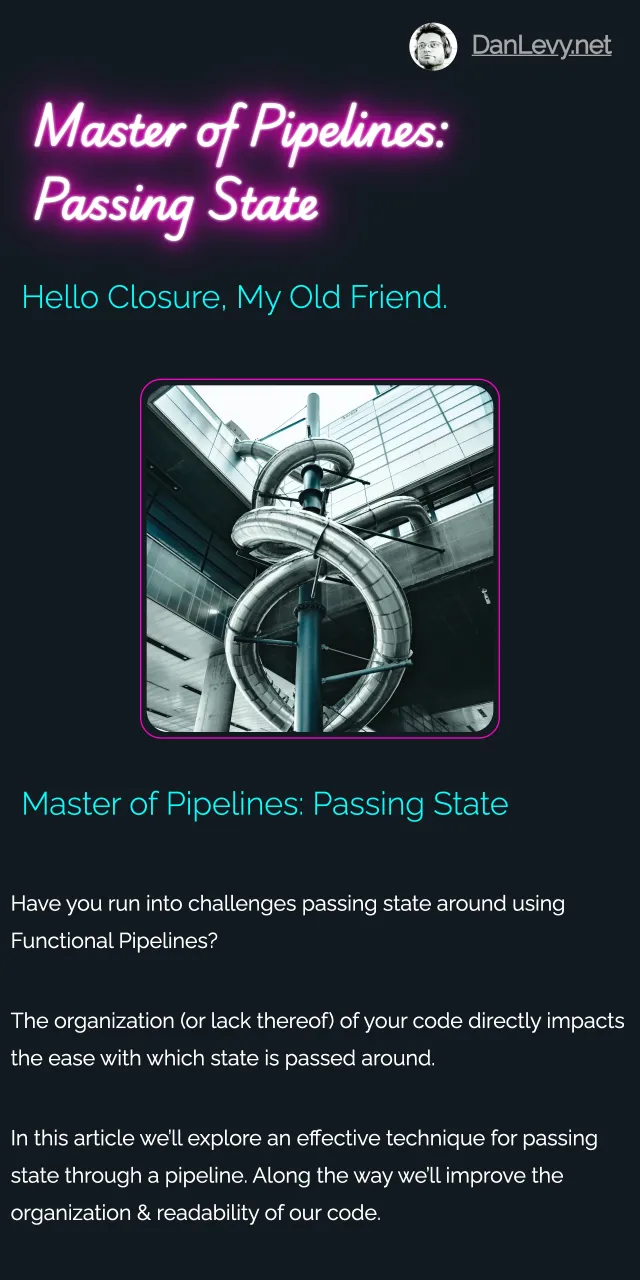 DanLevy.net
Master of Pipelines:
Passing State
Hello Closure, My Old Friend.
Master of Pipelines: Passing State
Have you run into challenges passing state around using
Functional Pipelines?
The organization (or lack thereof) of your code directly impacts
the ease with which state is passed around.
In this article we'll explore an effective technique for passing
state through a pipeline. Along the way we'll improve the
organization & readability of our code.